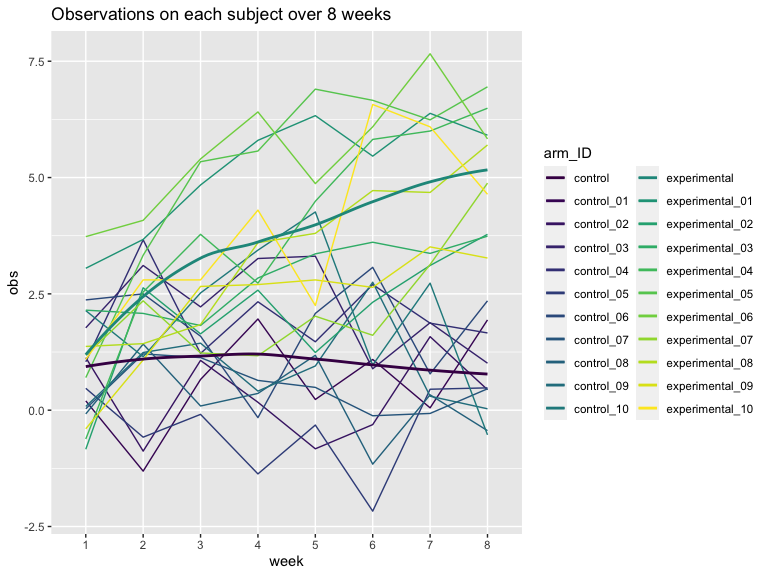 Observations on each subject over 8 weeks
7.5
5.0
2.5
0.0
-2.5
obs
1 2 3 4 5 6 7 8
week
arm_ID
control experimental
control_01 experimental_01
control_02 experimental_02
control_03 experimental_03
control_04 experimental_04
control_05 experimental_05
control_06 experimental_06
control_07 experimental_07
control_08 experimental_08
control_09 experimental_09
control_10 experimental_10